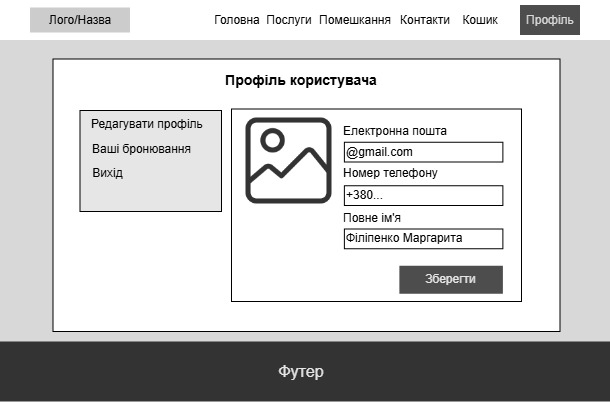 Лого/Назва
Головна Послуги Помешкання Контакти Кошик Профіль
Профіль користувача
Редагувати профіль
Ваші бронювання
Вихід
Електронна пошта
@gmail.com
Номер телефону
+380...
Повне ім'я
Філіпенко Маргарита
Зберегти
Футер